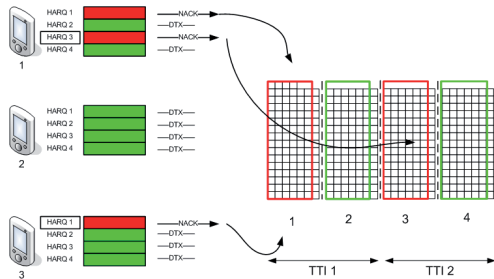 HARQ 1 NACK
HARQ 2 DTX
HARQ 3 NACK
HARQ 4 DTX
1
HARQ 1 DTX
HARQ 2 DTX
HARQ 3 DTX
HARQ 4 DTX
2
HARQ 1 NACK
HARQ 2 DTX
HARQ 3 DTX
HARQ 4 DTX
3
1 2 3 4
TTI 1 TTI 2